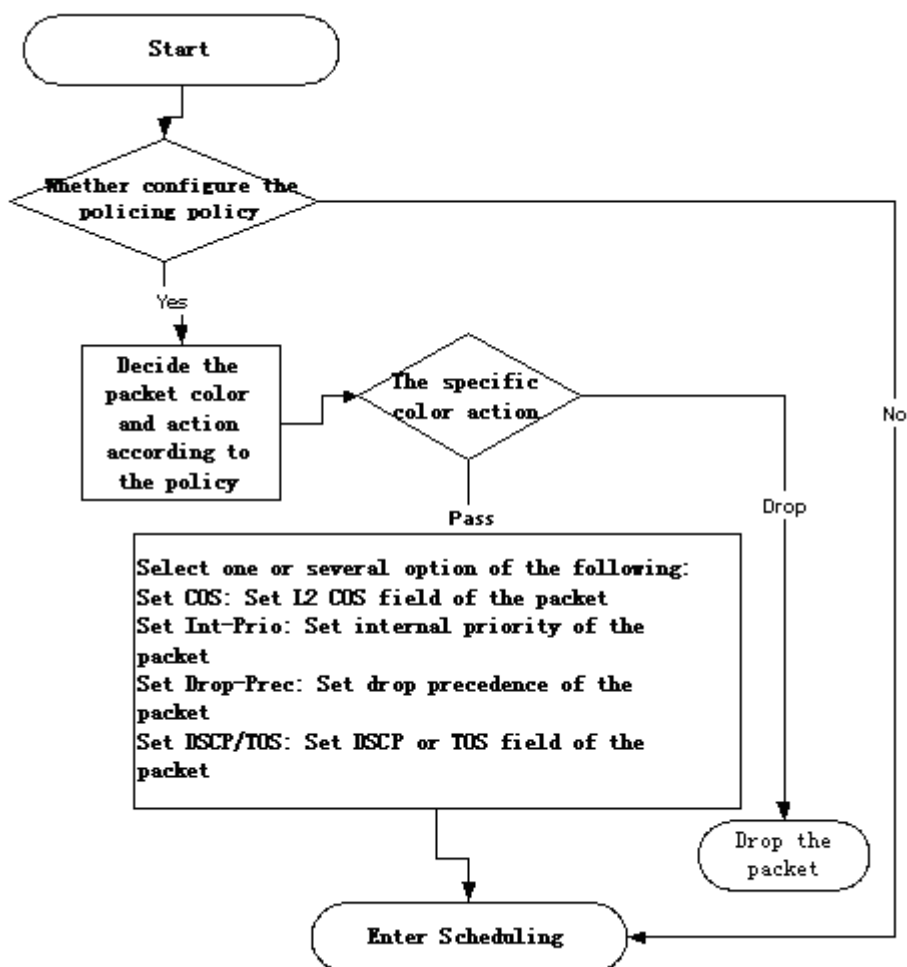 Start
Whether configure the
policing policy
Yes
Decide the
packet color
and action
according to
the policy
The specific
color action
No
Drop
Pass
Select one or several option of the following:
Set COS: Set L2 COS field of the packet
Set Int-Prio: Set internal priority of the
packet
Set Drop-Prec: Set drop precedence of the
packet
Set DSCP/TOS: Set DSCP or TOS field of the
packet
Drop the
packet
Enter Scheduling